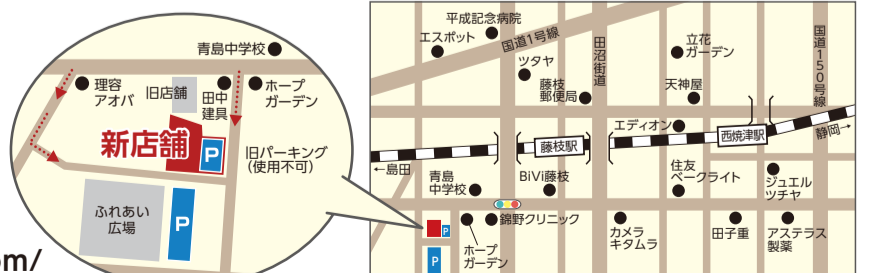 青島中学校
理容
アオバ
旧店舗
田中
建具
ホープ
ガーデン
新店舗
P
旧パーキング
(使用不可)
ふれあい
広場
P
om/
平成記念病院
エスポット
国道1号線
ツタヤ
田沼街道
立花
ガーデン
国道150号線
藤枝
郵便局
天神屋
エディオン
藤枝駅
西焼津駅
静岡→
←島田
青島
中学校
BiVi藤枝
住友
ベークライト
ジュエル
ツチヤ
錦野クリニック
P
P
ホープ
ガーデン
カメラ
キタムラ
田子重
アステラス
製薬